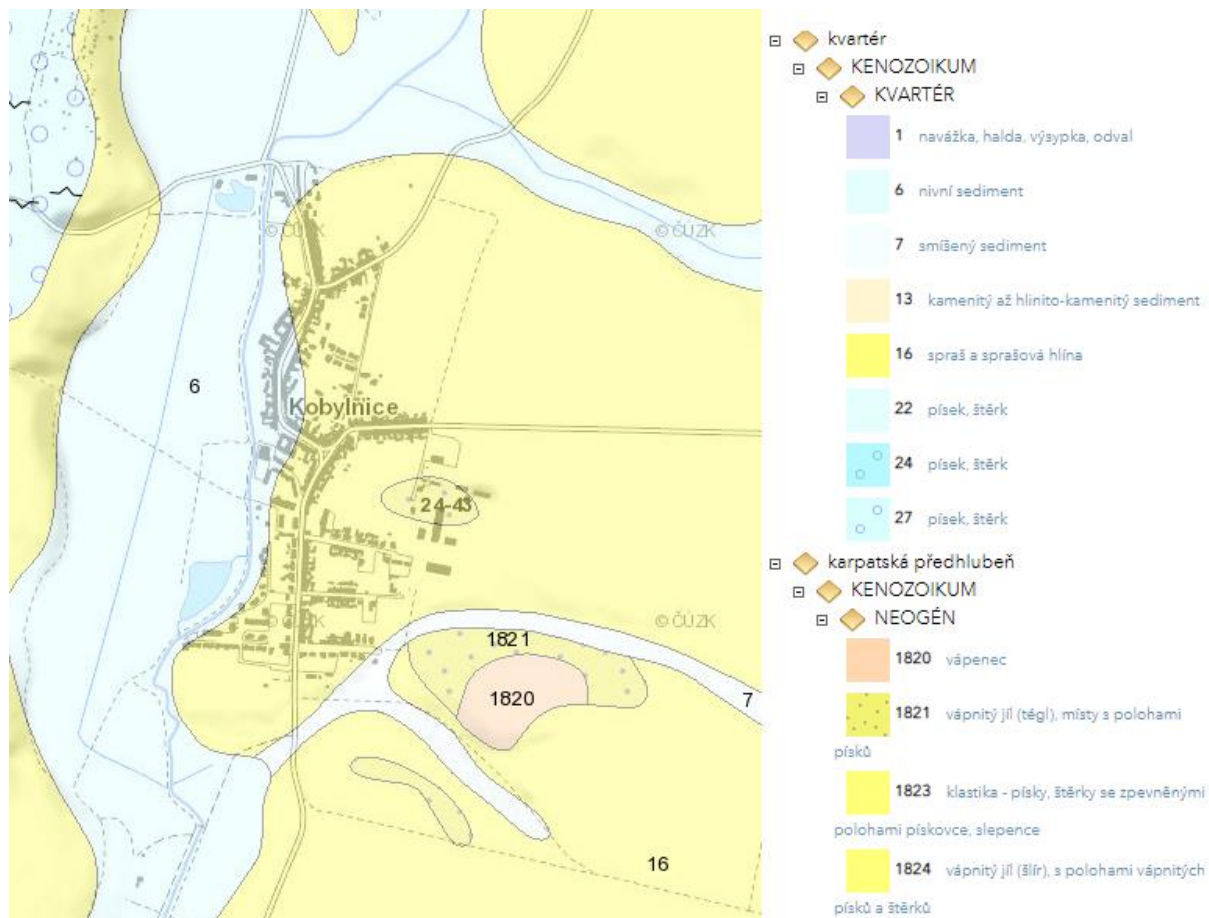 © ČÚZK
© ČÚZK
6
Kobylnice
24-43
© ČÚZK
© ČÚZK
1821
1820
7
16
kvartér
KENOZOIKUM
KVARTÉR
1 navážka, halda, výsypka, odval
6 nivní sediment
7 smíšený sediment
13 kamenitý až hlinito-kamenitý sediment
16 spraš a sprašová hlína
22 písek, štěrk
24 písek, štěrk
27 písek, štěrk
karpatská předhlubeň
KENOZOIKUM
NEOGÉN
1820 vápenec
1821 vápnitý jíl (tégl), místy s polohami
písků
1823 klastika - písky, štěrky se zpevněnými
polohami pískovce, slepence
1824 vápnitý jíl (šlír), s polohami vápnitých
písků a štěrků